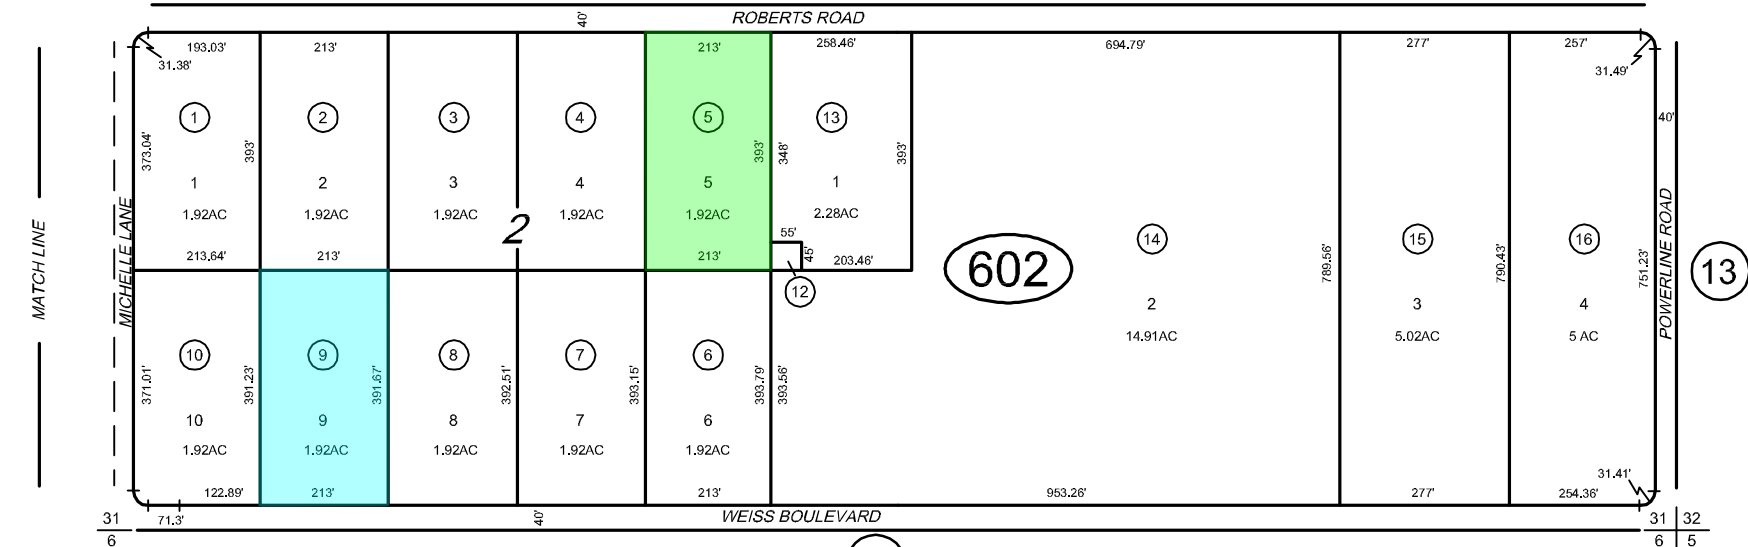 40'
ROBERTS ROAD
193.03' 213' 213' 258.46' 694.79' 277' 257'
31.38' 31.49'
1 2 3 4 5 13 40'
373.04' 393' 393' 348' 393'
1 2 3 4 5 1
1.92AC 1.92AC 1.92AC 1.92AC 1.92AC 2.28AC
2
55'
45'
213.64' 213' 213' 203.46'
12
MATCH LINE
MICHELLE LANE
602
14 15 16
789.56' 790.43' 751.23'
POWERLINE ROAD
13
2 3 4
14.91AC 5.02AC 5 AC
10 9 8 7 6
371.01' 391.23' 391.67' 392.51' 393.15' 393.79' 393.56'
10 9 8 7 6
1.92AC 1.92AC 1.92AC 1.92AC 1.92AC
31.41'
122.89' 213' 213' 953.26' 277' 254.36'
71.3'
40'
WEISS BOULEVARD
31
6
31 32
6 5